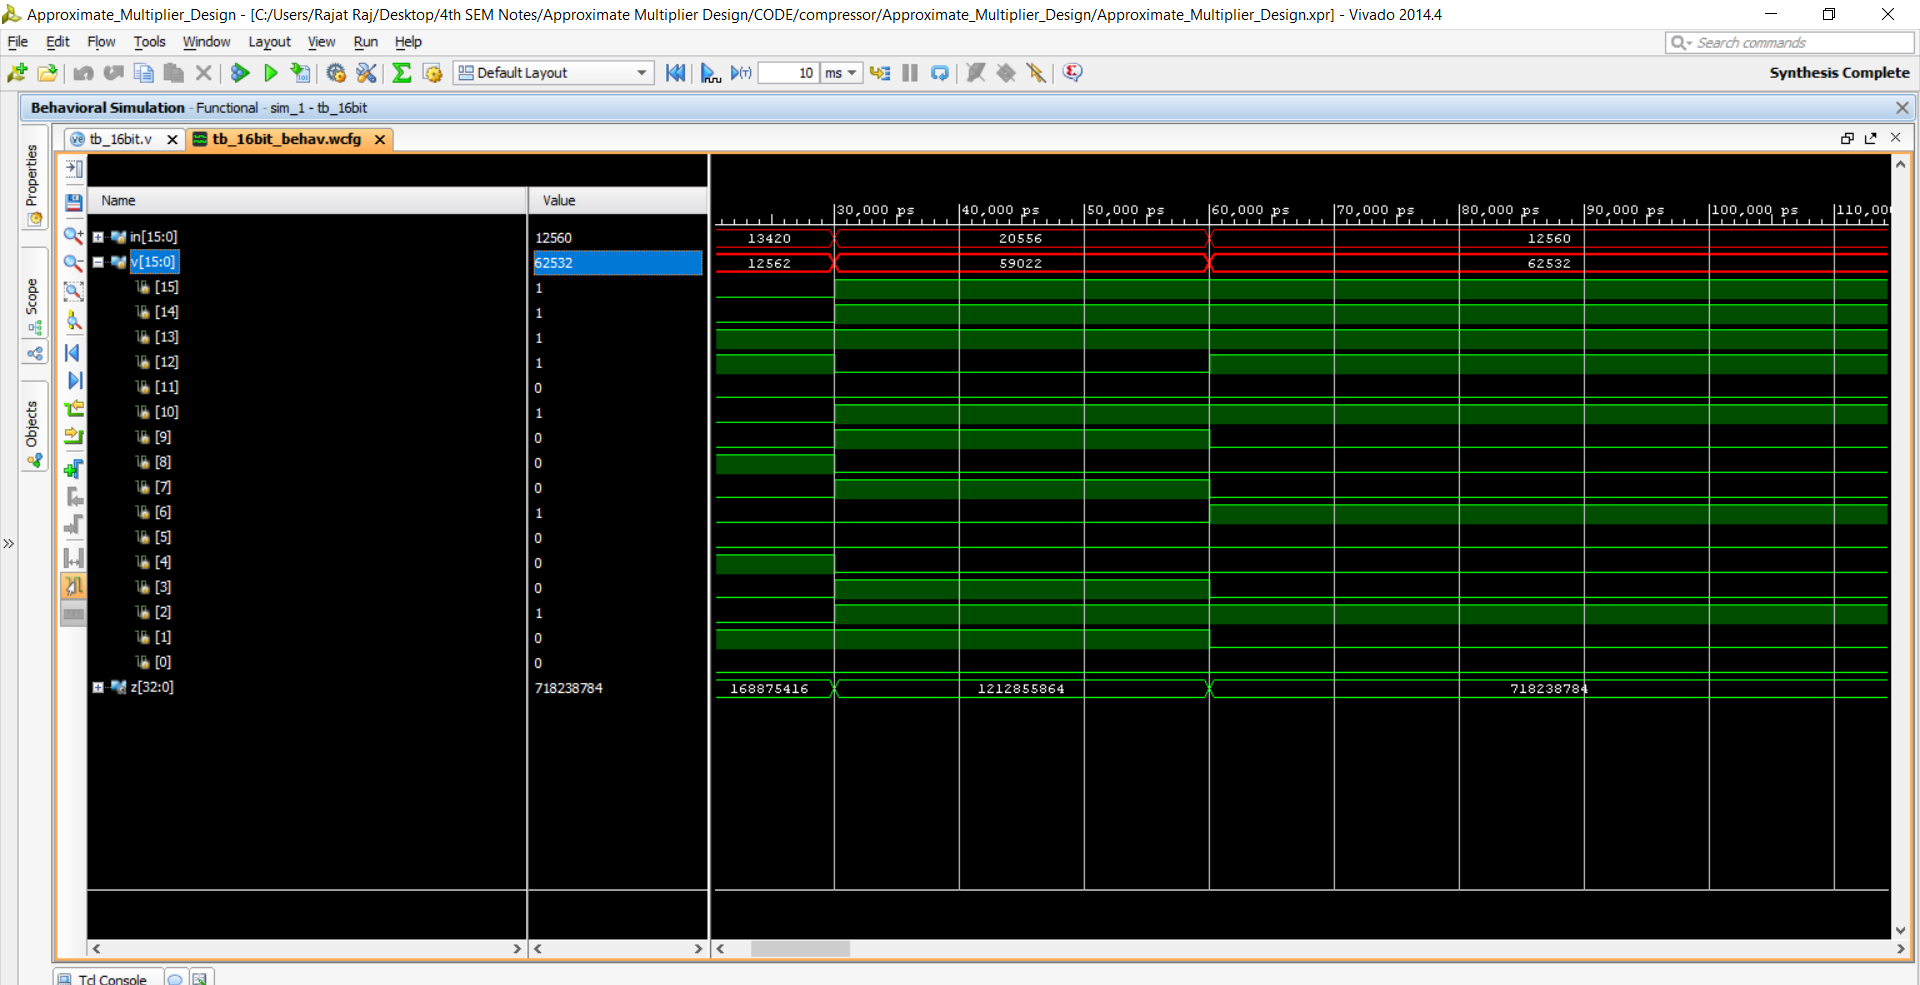 Approximate_Multiplier_Design - [C:/Users/Rajat Raj/Desktop/4th SEM Notes/Approximate Multiplier Design/CODE/compressor/Approximate_Multiplier_Design/Approximate_Multiplier_Design.xpr] - Vivado 2014.4
File Edit Flow Tools Window Layout View Run Help
Search commands
Default Layout
10 ms
Synthesis Complete
Behavioral Simulation - Functional - sim_1 - tb_16bit
tb_16bit.v
tb_16bit_behav.wcfg
Properties
Scope
Objects
Name Value
30,000 ps 40,000 ps 50,000 ps 60,000 ps 70,000 ps 80,000 ps 90,000 ps 100,000 ps 110,00
in[15:0] 12560 13420 20556 12560
v[15:0] 62532 12562 59022 62532
[15] 1
[14] 1
[13] 1
[12] 1
[11] 0
[10] 1
[9] 0
[8] 0
[7] 0
[6] 1
[5] 0
[4] 0
[3] 0
[2] 1
[1] 0
[0] 0
z[32:0] 718238784 168875416 1212855864 718238784
Tcl Console